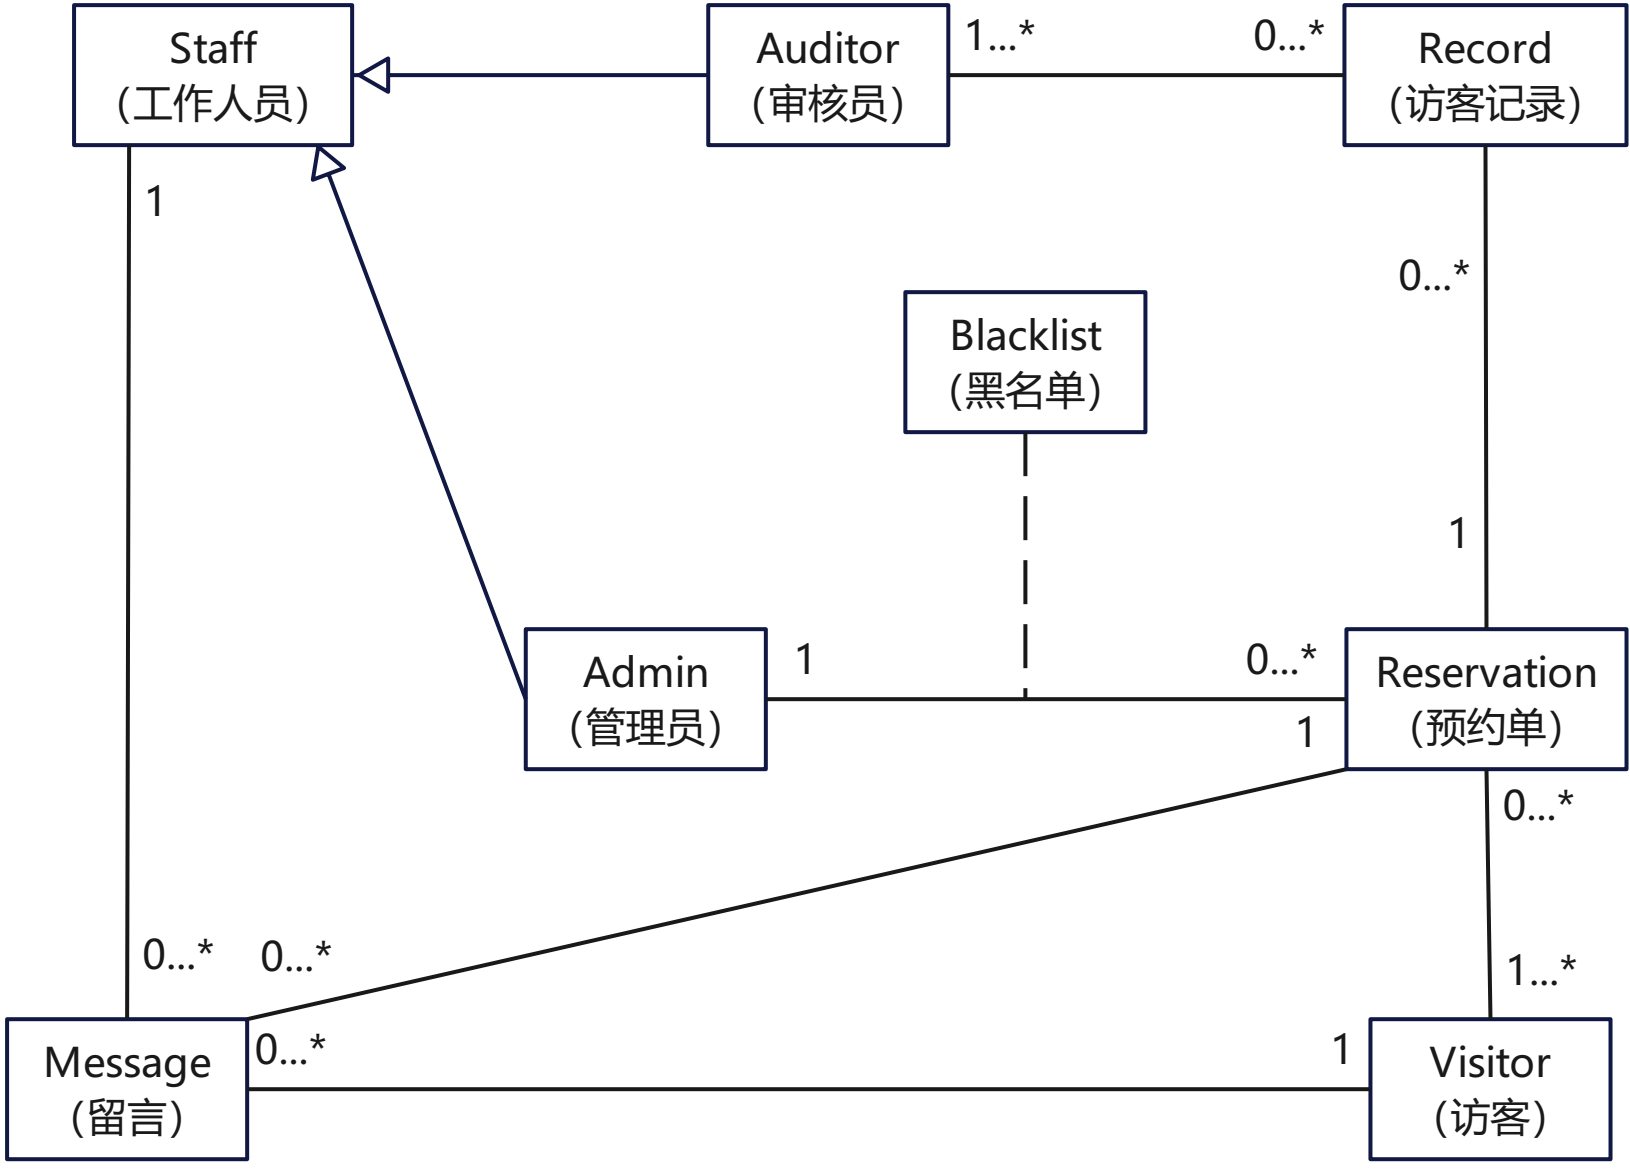 Staff
（工作人员）
Auditor
（审核员）
1...*
0...*
Record
（访客记录）
1
0...*
Blacklist
（黑名单）
1
Admin
（管理员）
1
0...*
Reservation
（预约单）
1
0...*
0...*
0...*
1...*
Message
（留言）
0...*
1
Visitor
（访客）